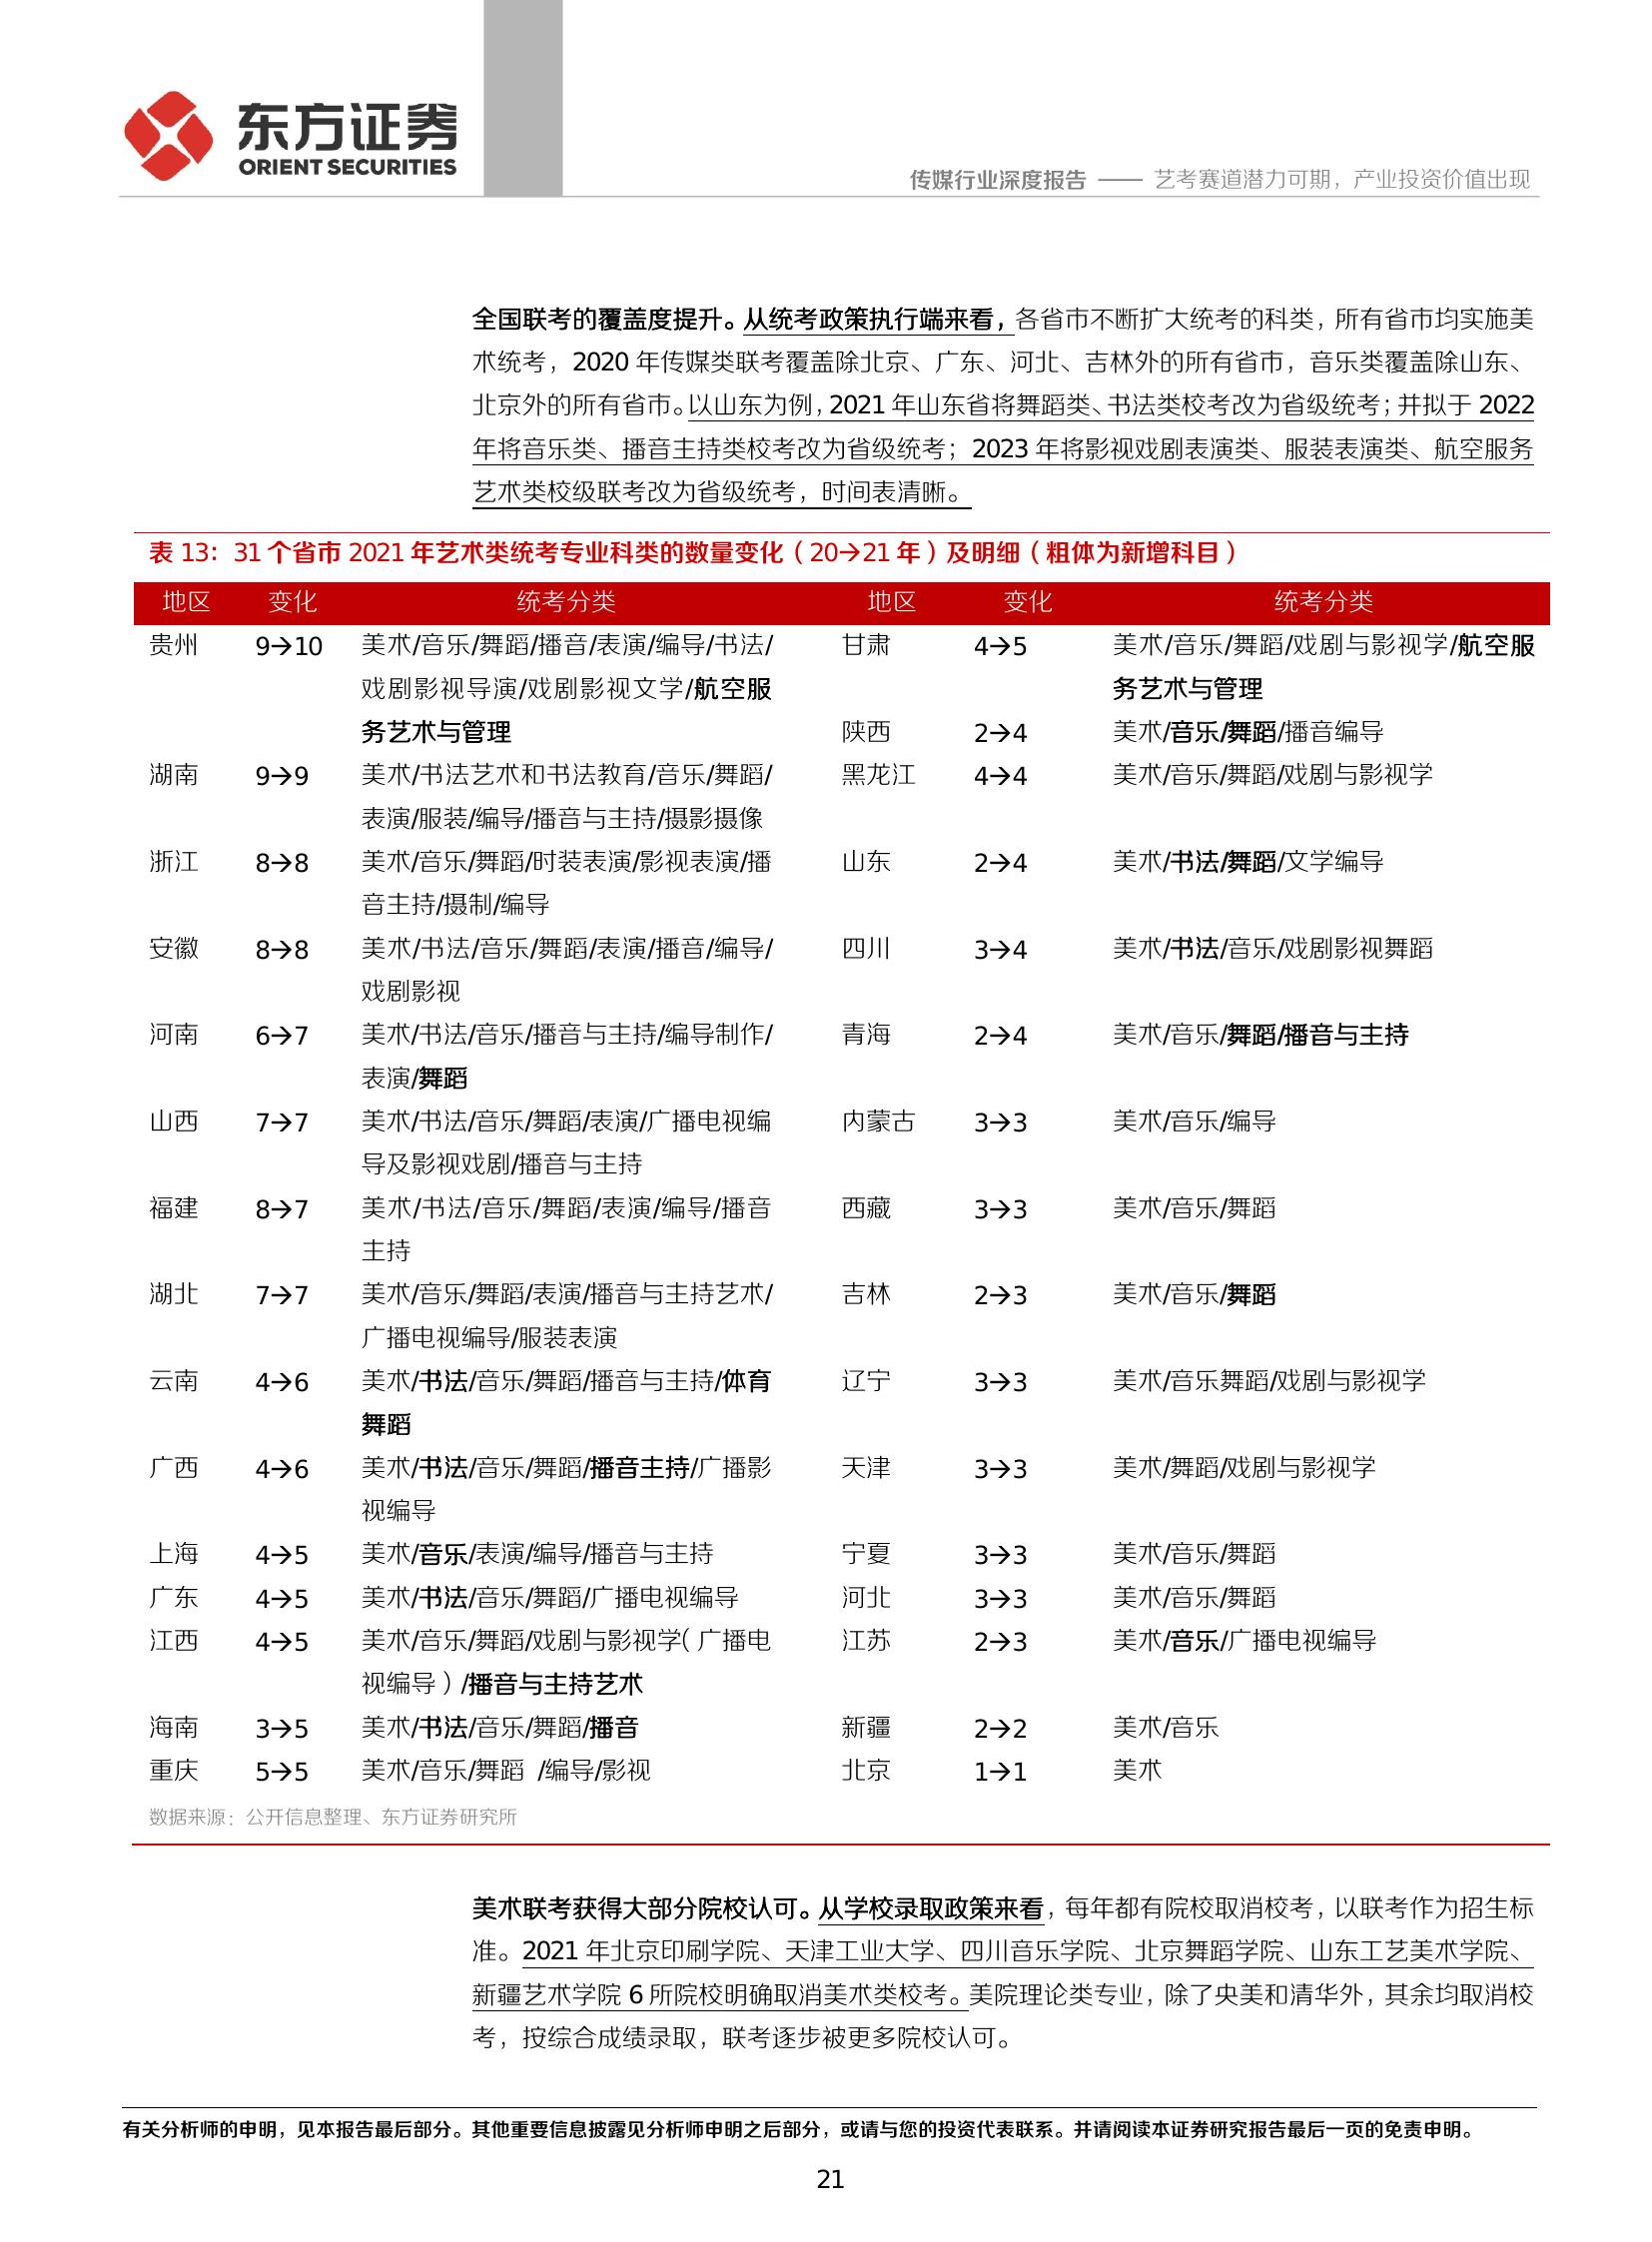 东方证券
ORIENT SECURITIES
传媒行业深度报告 —— 艺考赛道潜力可期，产业投资价值出现
全国联考的覆盖度提升。从统考政策执行端来看，各省市不断扩大统考的科类，所有省市均实施美
术统考，2020 年传媒类联考覆盖除北京、广东、河北、吉林外的所有省市，音乐类覆盖除山东、
北京外的所有省市。以山东为例，2021 年山东省将舞蹈类、书法类校考改为省级统考；并拟于 2022
年将音乐类、播音主持类校考改为省级统考；2023 年将影视戏剧表演类、服装表演类、航空服务
艺术类校级联考改为省级统考，时间表清晰。
表 13：31 个省市 2021 年艺术类统考专业科类的数量变化（20→21 年）及明细（粗体为新增科目）
地区 变化 统考分类 地区 变化 统考分类
贵州 9→10 美术/音乐/舞蹈/播音/表演/编导/书法/ 甘肃 4→5 美术/音乐/舞蹈/戏剧与影视学/航空服
戏剧影视导演/戏剧影视文学/航空服 务艺术与管理
务艺术与管理 陕西 2→4 美术/音乐/舞蹈/播音编导
湖南 9→9 美术/书法艺术和书法教育/音乐/舞蹈/ 黑龙江 4→4 美术/音乐/舞蹈/戏剧与影视学
表演/服装/编导/播音与主持/摄影摄像
浙江 8→8 美术/音乐/舞蹈/时装表演/影视表演/播 山东 2→4 美术/书法/舞蹈/文学编导
音主持/摄制/编导
安徽 8→8 美术/书法/音乐/舞蹈/表演/播音/编导/ 四川 3→4 美术/书法/音乐/戏剧影视舞蹈
戏剧影视
河南 6→7 美术/书法/音乐/播音与主持/编导制作/ 青海 2→4 美术/音乐/舞蹈/播音与主持
表演/舞蹈
山西 7→7 美术/书法/音乐/舞蹈/表演/广播电视编 内蒙古 3→3 美术/音乐/编导
导及影视戏剧/播音与主持
福建 8→7 美术/书法/音乐/舞蹈/表演/编导/播音 西藏 3→3 美术/音乐/舞蹈
主持
湖北 7→7 美术/音乐/舞蹈/表演/播音与主持艺术/ 吉林 2→3 美术/音乐/舞蹈
广播电视编导/服装表演
云南 4→6 美术/书法/音乐/舞蹈/播音与主持/体育 辽宁 3→3 美术/音乐舞蹈/戏剧与影视学
舞蹈
广西 4→6 美术/书法/音乐/舞蹈/播音主持/广播影 天津 3→3 美术/舞蹈/戏剧与影视学
视编导
上海 4→5 美术/音乐/表演/编导/播音与主持 宁夏 3→3 美术/音乐/舞蹈
广东 4→5 美术/书法/音乐/舞蹈/广播电视编导 河北 3→3 美术/音乐/舞蹈
江西 4→5 美术/音乐/舞蹈/戏剧与影视学（广播电 江苏 2→3 美术/音乐/广播电视编导
视编导）/播音与主持艺术
海南 3→5 美术/书法/音乐/舞蹈/播音 新疆 2→2 美术/音乐
重庆 5→5 美术/音乐/舞蹈 /编导/影视 北京 1→1 美术
数据来源：公开信息整理、东方证券研究所
美术联考获得大部分院校认可。从学校录取政策来看，每年都有院校取消校考，以联考作为招生标
准。2021 年北京印刷学院、天津工业大学、四川音乐学院、北京舞蹈学院、山东工艺美术学院、
新疆艺术学院 6 所院校明确取消美术类校考。美院理论类专业，除了央美和清华外，其余均取消校
考，按综合成绩录取，联考逐步被更多院校认可。
有关分析师的申明，见本报告最后部分。其他重要信息披露见分析师申明之后部分，或请与您的投资代表联系。并请阅读本证券研究报告最后一页的免责申明。
21